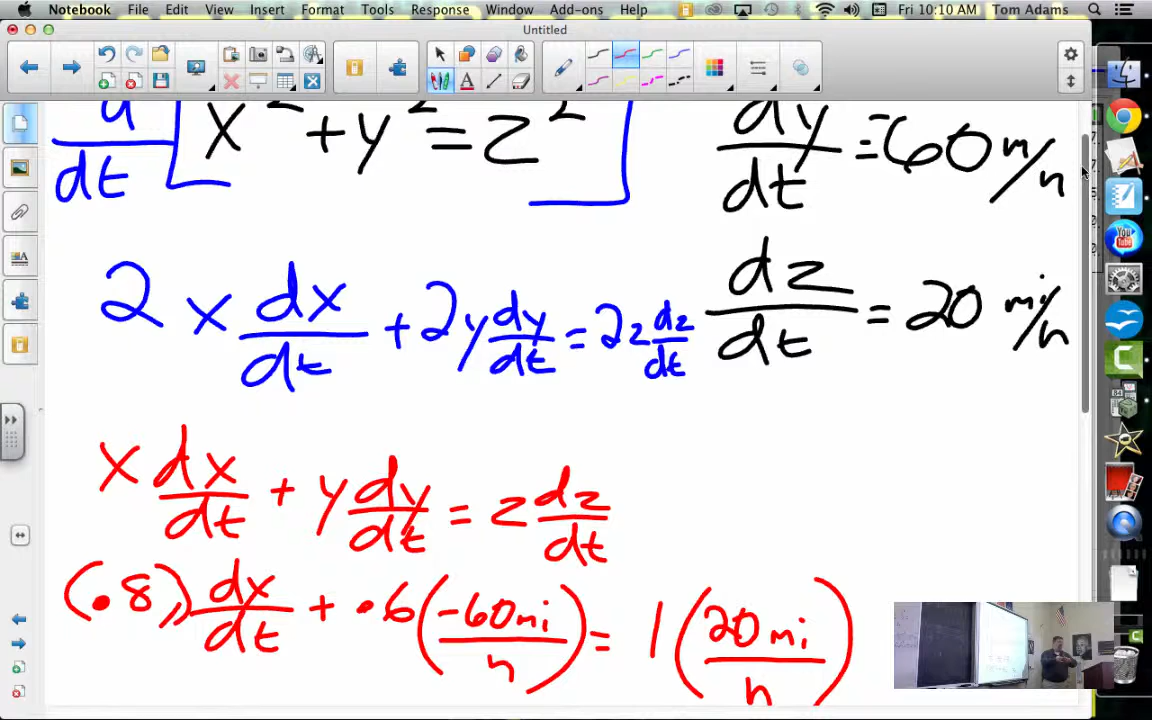 Notebook File Edit View Insert Format Tools Response Window Add-ons Help Fri 10:10 AM Tom Adams
Untitled
d/dt [x² + y² = z²]
dy/dt = 60 m/h
2x dx/dt + 2y dy/dt = 2z dz/dt
dz/dt = 20 mi/h
x dx/dt + y dy/dt = z dz/dt
(.8) dx/dt + .6(-60mi/h) = 1(20mi/h)